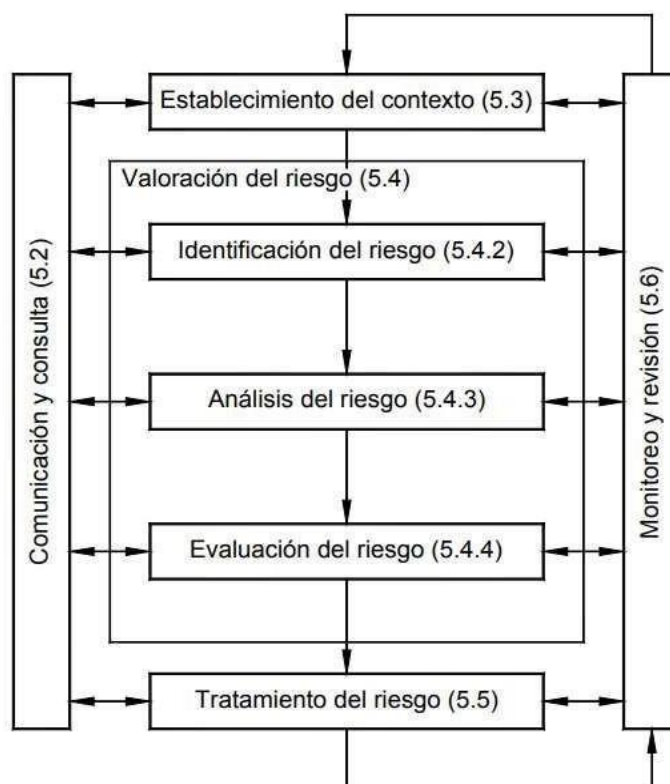 Establecimiento del contexto (5.3)
Valoración del riesgo (5.4)
Identificación del riesgo (5.4.2)
Análisis del riesgo (5.4.3)
Evaluación del riesgo (5.4.4)
Tratamiento del riesgo (5.5)
Comunicación y consulta (5.2)
Monitoreo y revisión (5.6)